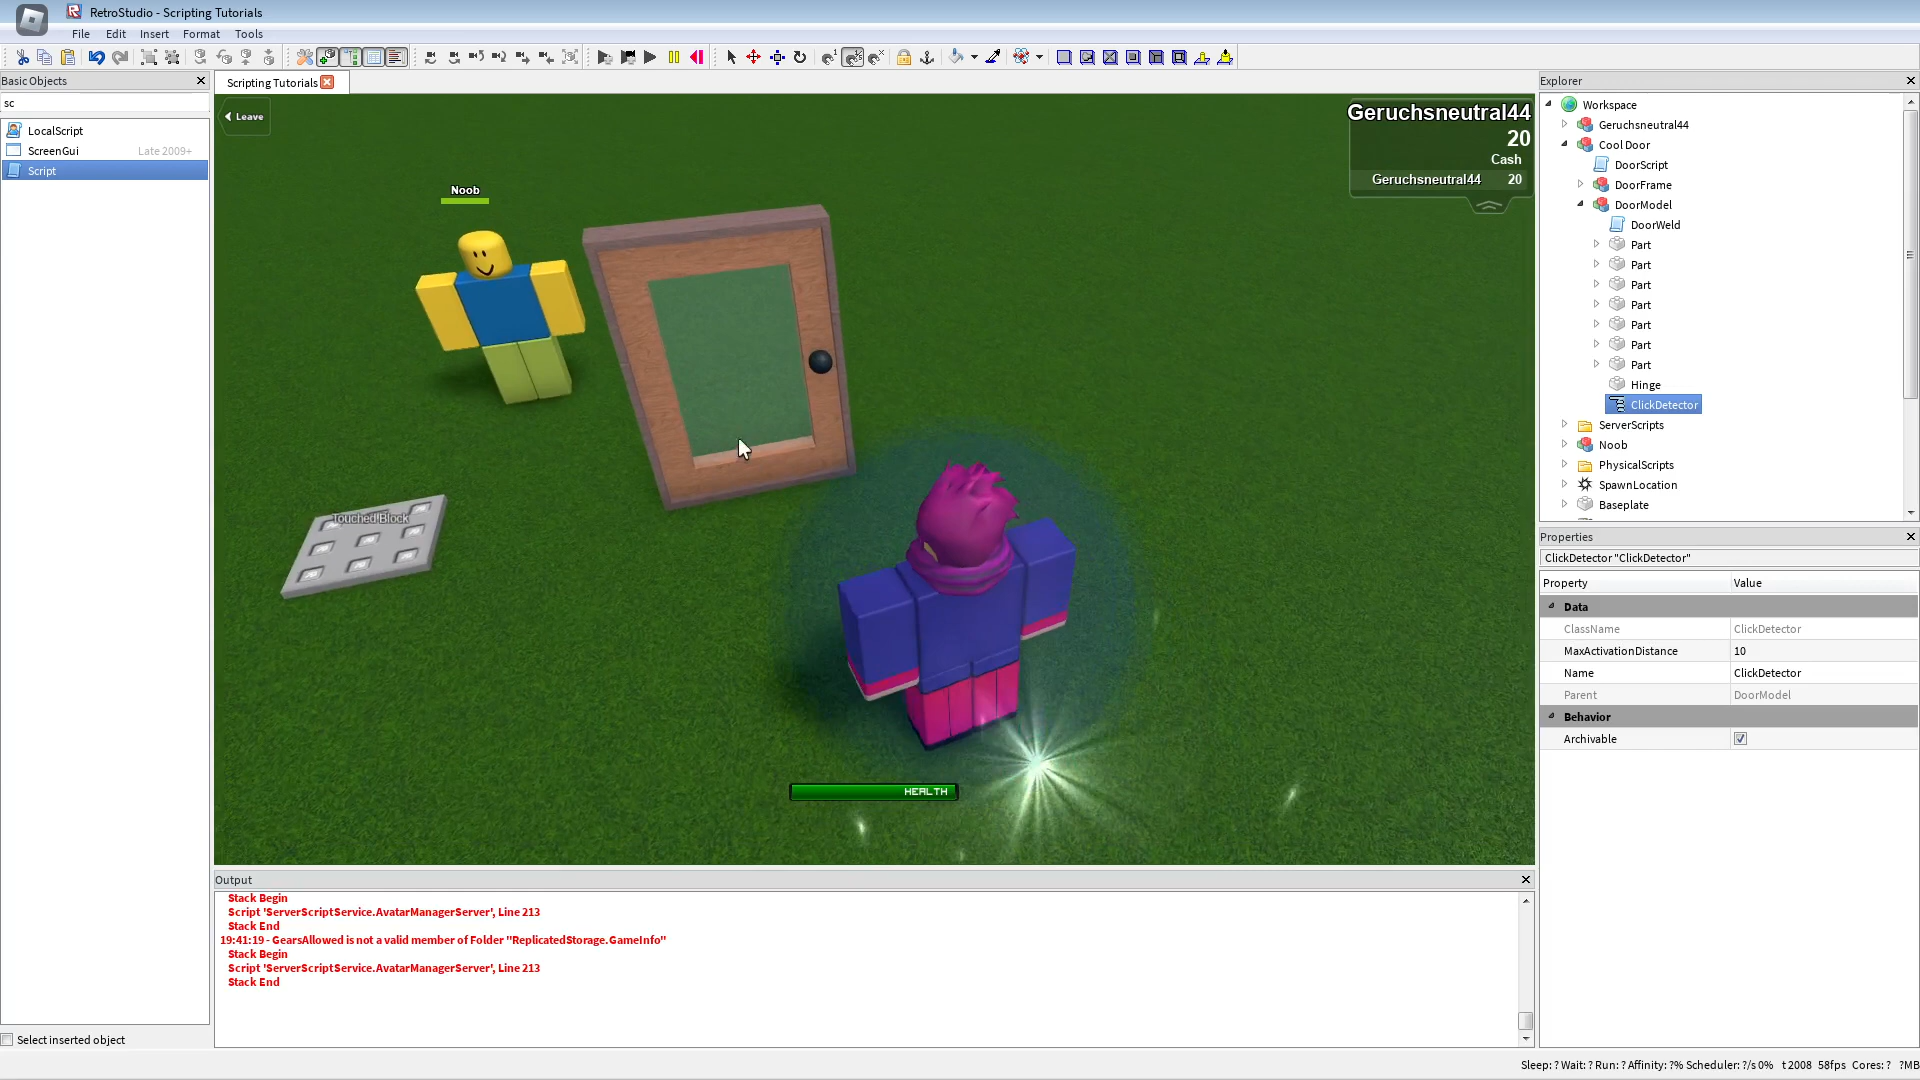 RetroStudio - Scripting Tutorials
File Edit Insert Format Tools
Basic Objects
sc
LocalScript
ScreenGui Late 2009+
Script
Select inserted object
Scripting Tutorials
Leave
Geruchsneutral44
20
Cash
Geruchsneutral44 20
Noob
Touched Block
HEALTH
Output
Stack Begin
Script 'ServerScriptService.AvatarManagerServer', Line 213
Stack End
19:41:19 - GearsAllowed is not a valid member of Folder "ReplicatedStorage.GameInfo"
Stack Begin
Script 'ServerScriptService.AvatarManagerServer', Line 213
Stack End
Explorer
Workspace
Geruchsneutral44
Cool Door
DoorScript
DoorFrame
DoorModel
DoorWeld
Part
Part
Part
Part
Part
Part
Part
Hinge
ClickDetector
ServerScripts
Noob
PhysicalScripts
SpawnLocation
Baseplate
Properties
ClickDetector "ClickDetector"
Property Value
Data
ClassName ClickDetector
MaxActivationDistance 10
Name ClickDetector
Parent DoorModel
Behavior
Archivable
Sleep: ? Wait: ? Run: ? Affinity: ?% Scheduler: ?/s 0% t 2008 58fps Cores: ? ?MB